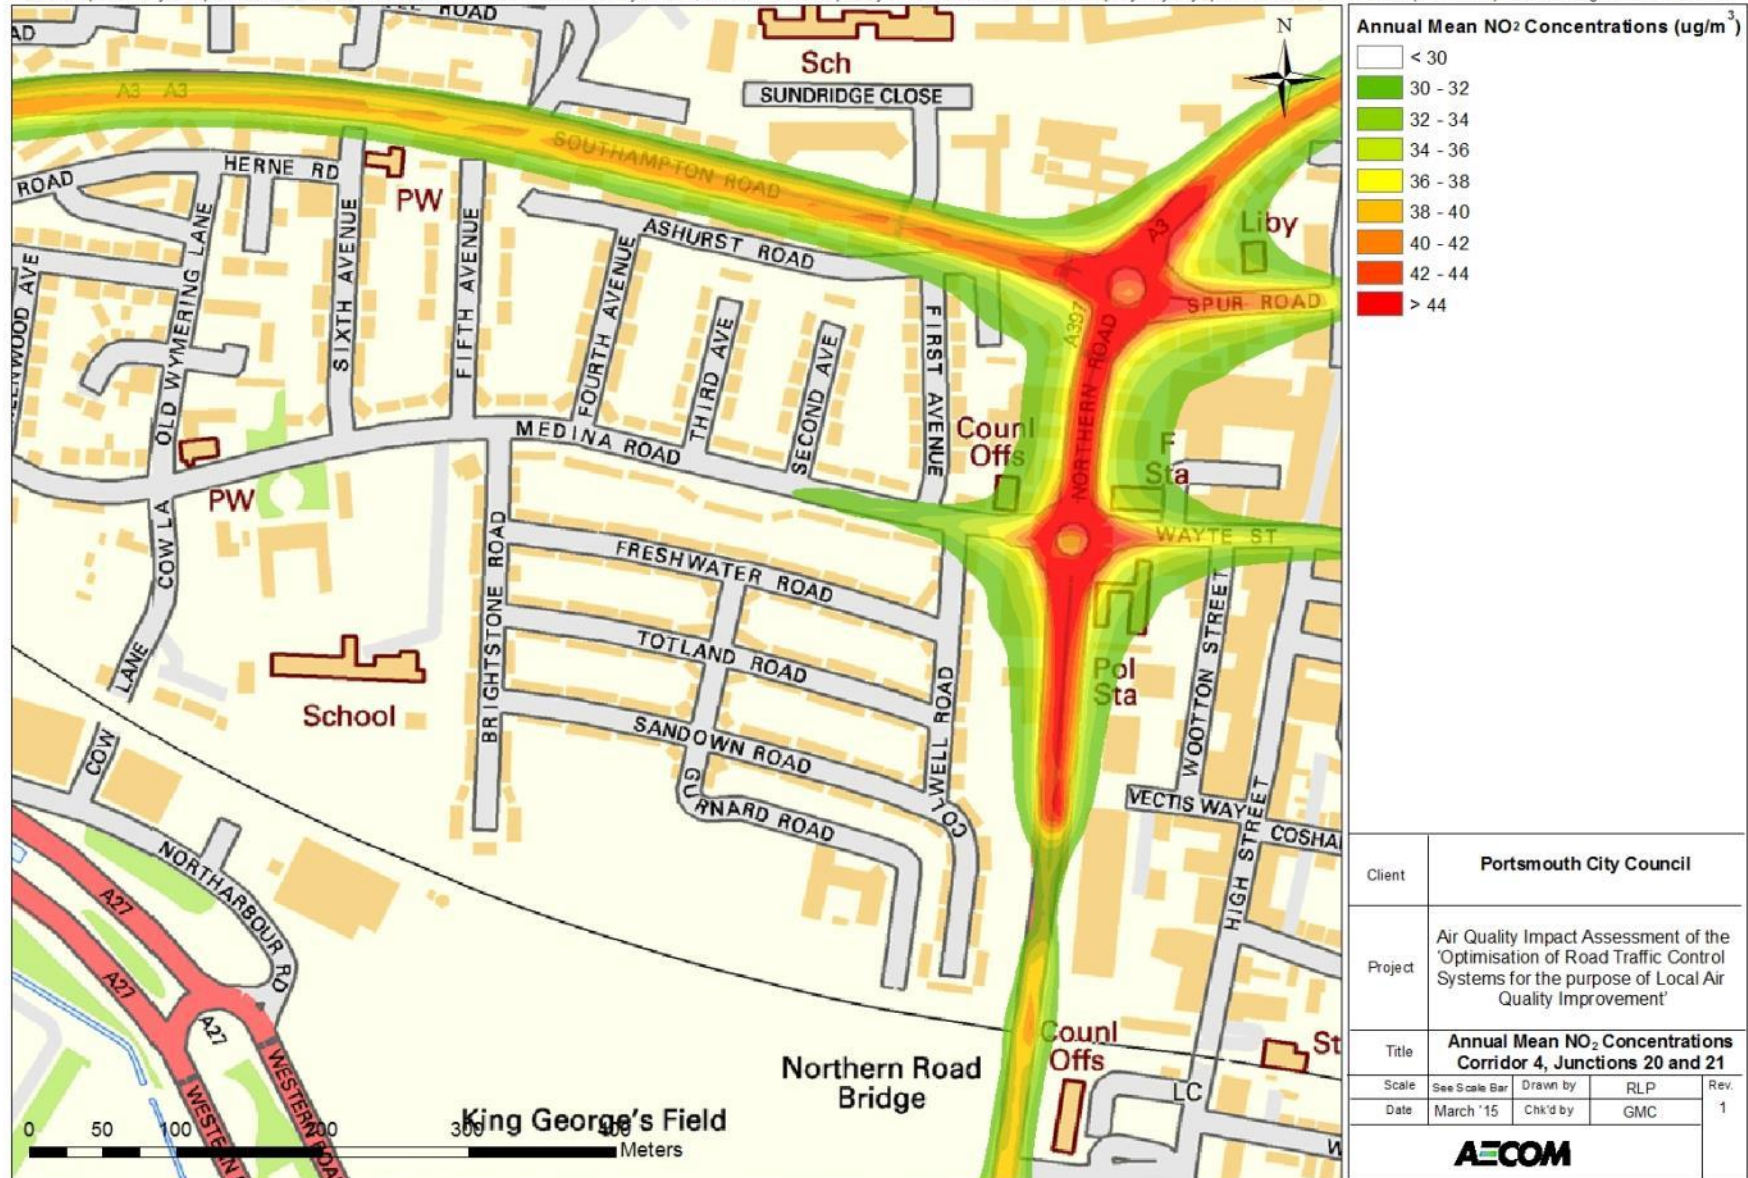 AD
ROAD
Sch
SUNDRIDGE CLOSE
N
A3 A3
SOUTHAMPTON ROAD
HERNE RD
ROAD
PW
A3
Liby
ASHURST ROAD
SPUR ROAD
A397
NORTHERN ROAD
OLD WYMERING LANE
SIXTH AVENUE
FIFTH AVENUE
FOURTH AVENUE
THIRD AVE
SECOND AVE
FIRST AVENUE
MEDINA ROAD
Counl
Offs
F
Sta
PW
COW LA
WAYTE ST
BRIGHTSTONE ROAD
FRESHWATER ROAD
TOTLAND ROAD
SANDOWN ROAD
GURNARD ROAD
COLWELL ROAD
WOOTTON STREET
Pol
Sta
School
LANE
COW
VECTIS WAY
HIGH STREET
COSHA
NORTHARBOUR RD
A27
A27
A27
WESTERN ROA
WESTERN
Northern Road
Bridge
Counl
Offs
St
LC
W
King George's Field
0 50 100 200 300 400
Meters
Annual Mean NO2 Concentrations (ug/m3)
< 30
30 - 32
32 - 34
34 - 36
36 - 38
38 - 40
40 - 42
42 - 44
> 44
Client
Portsmouth City Council
Project
Air Quality Impact Assessment of the
'Optimisation of Road Traffic Control
Systems for the purpose of Local Air
Quality Improvement'
Title
Annual Mean NO2 Concentrations
Corridor 4, Junctions 20 and 21
Scale See Scale Bar Drawn by RLP Rev.
Date March '15 Chk'd by GMC 1
AECOM